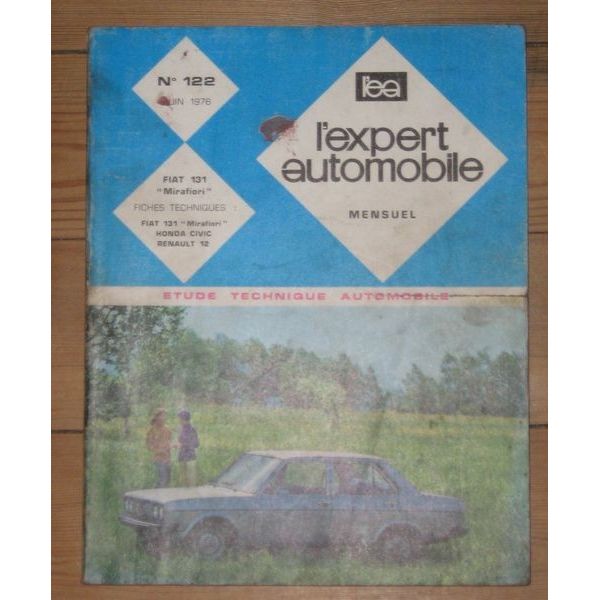 N° 122
JUIN 1976
l'ea
l'expert
automobile
MENSUEL
FIAT 131
"Mirafiori"
FICHES TECHNIQUES :
FIAT 131 "Mirafiori"
HONDA CIVIC
RENAULT 12
ETUDE TECHNIQUE AUTOMOBILE